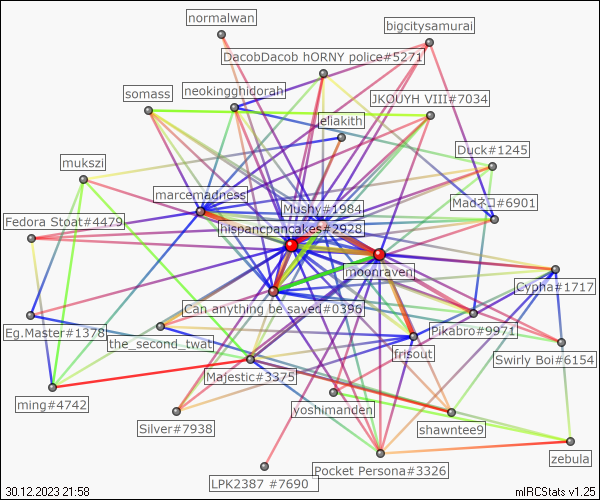 normalwan
bigcitysamurai
DacobDacob hORNY police#5271
somass
neokingghidorah
JKOUYH VIII#7034
eliakith
Duck#1245
mukszi
marcemadness
Madネコ#6901
Mushy#1984
Fedora Stoat#4479
hispancpancakes#2928
moonraven
Cypha#1717
Can anything be saved#0396
Eg.Master#1378
Pikabro#9971
the_second_twat
frisout
Swirly Boi#6154
Majestic#3375
ming#4742
yoshimanden
shawntee9
Silver#7938
zebula
Pocket Persona#3326
LPK2387 #7690
30.12.2023 21:58
mIRCStats v1.25